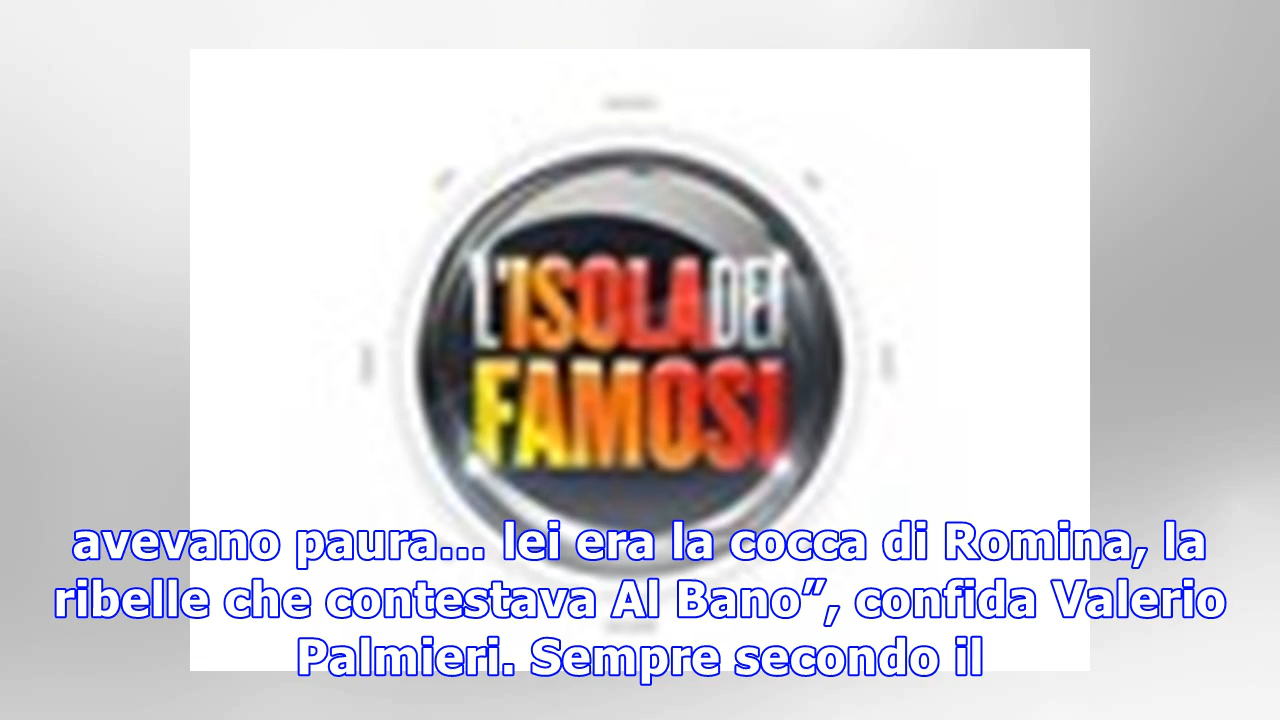 L'ISOLA DEI
FAMOSI
avevano paura... lei era la cocca di Romina, la
ribelle che contestava Al Bano”, confida Valerio
Palmieri. Sempre secondo il